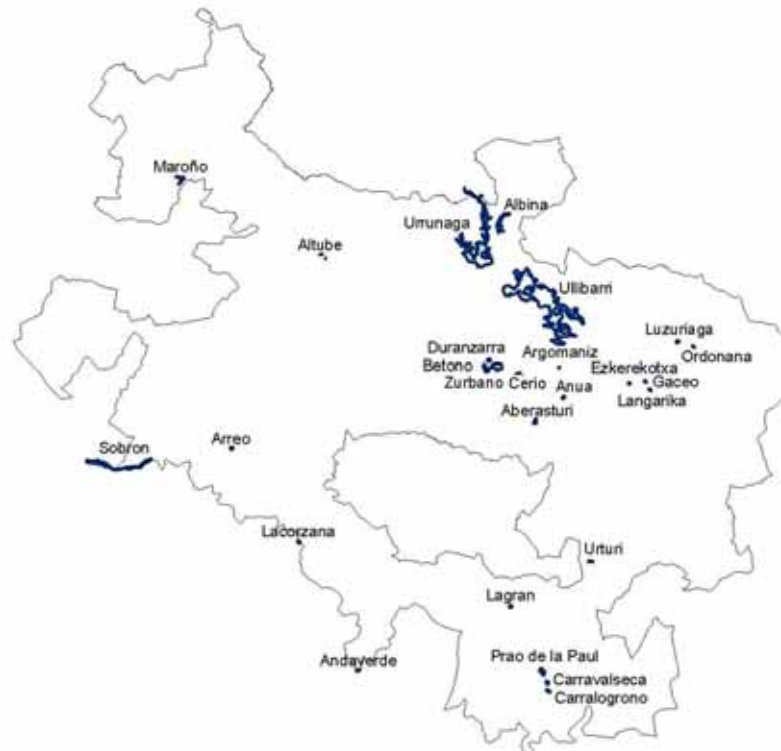 Maroño
Albina
Urrunaga
Altube
Ullibarri
Luzuriaga
Ordonana
Duranzarra
Argomaniz
Betono
Ezkerekotxa
Zurbano Cerio
Anua
Gaceo
Langarika
Aberasturi
Arreo
Sobron
Lacorzana
Urturi
Lagran
Andaverde
Prao de la Paul
Carravalseca
Carralogrono